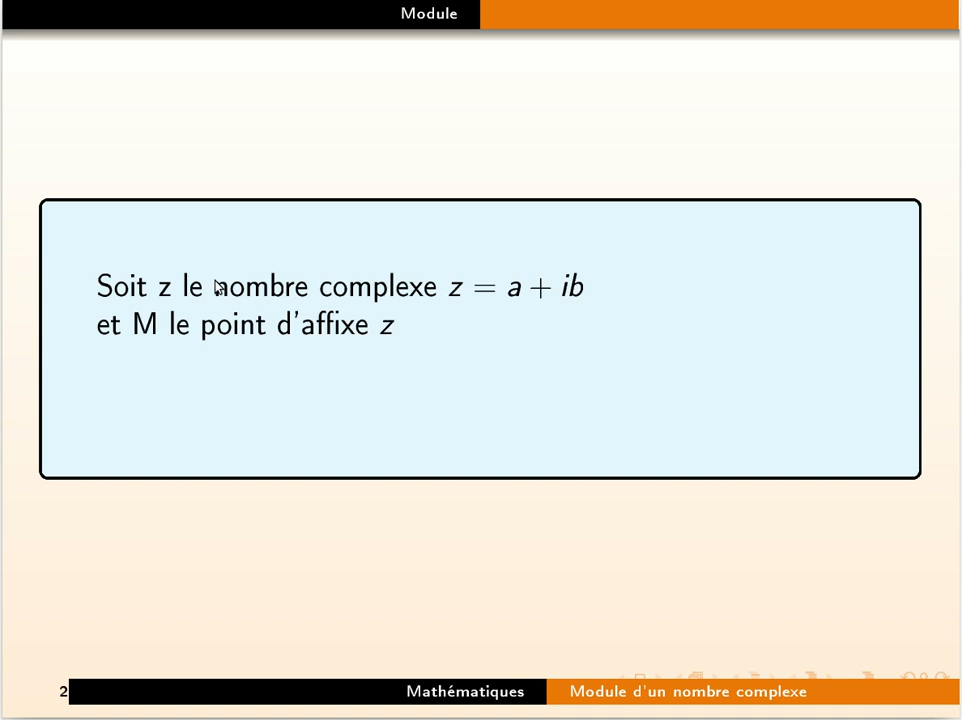 Module
Soit z le nombre complexe z = a + ib
et M le point d'affixe z
2
Mathématiques
Module d'un nombre complexe